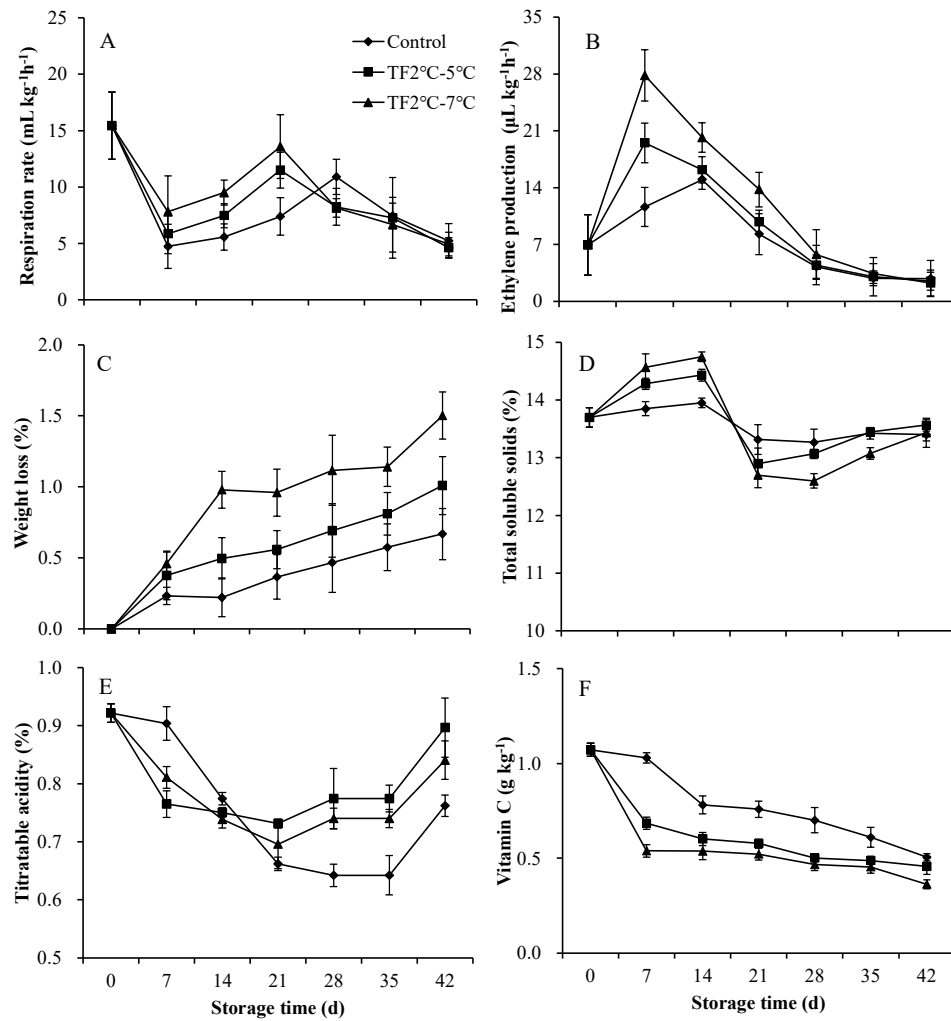 A
Respiration rate (mL kg⁻¹h⁻¹)
25
20
15
10
5
0
Control
TF2℃-5℃
TF2℃-7℃
B
Ethylene production (μL kg⁻¹h⁻¹)
35
28
21
14
7
0
C
Weight loss (%)
2.0
1.5
1.0
0.5
0.0
D
Total soluble solids (%)
15
14
13
12
11
10
E
Titratable acidity (%)
1.0
0.9
0.8
0.7
0.6
0.5
0 7 14 21 28 35 42
Storage time (d)
F
Vitamin C (g kg⁻¹)
1.5
1.0
0.5
0.0
0 7 14 21 28 35 42
Storage time (d)